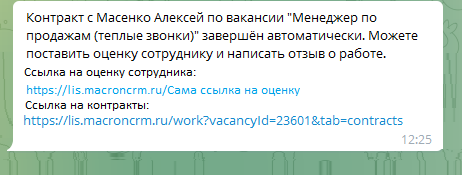 Контракт с Масенко Алексей по вакансии "Менеджер по
продажам (теплые звонки)" завершён автоматически. Можете
поставить оценку сотруднику и написать отзыв о работе.
Ссылка на оценку сотрудника:
https://lis.macroncrm.ru/Сама ссылка на оценку
Ссылка на контракты:
https://lis.macroncrm.ru/work?vacancyId=23601&tab=contracts
12:25